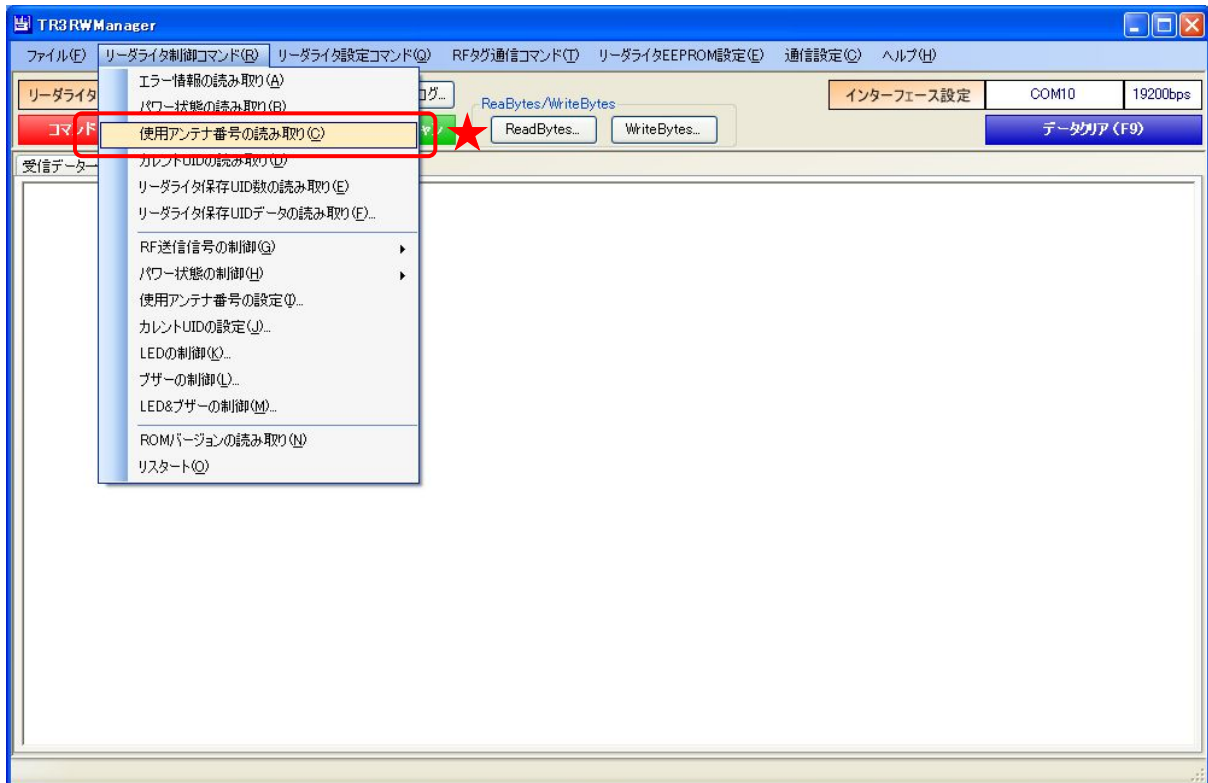 TR3RWManager
ファイル(F) リーダライタ制御コマンド(R) リーダライタ設定コマンド(Q) RFタグ通信コマンド(T) リーダライタEEPROM設定(E) 通信設定(C) ヘルプ(H)
リーダライタ
コマンド
受信データ
エラー情報の読み取り(A)
パワー状態の読み取り(B)
使用アンテナ番号の読み取り(C)
カレントUIDの読み取り(D)
リーダライタ保存UID数の読み取り(E)
リーダライタ保存UIDデータの読み取り(F)...
RF送信信号の制御(G)
パワー状態の制御(H)
使用アンテナ番号の設定(I)...
カレントUIDの設定(J)...
LEDの制御(K)...
ブザーの制御(L)...
LED&ブザーの制御(M)...
ROMバージョンの読み取り(N)
リスタート(O)
グ...
ReaBytes/WriteBytes
ReadBytes... WriteBytes...
インターフェース設定 COM10 19200bps
データクリア (F9)